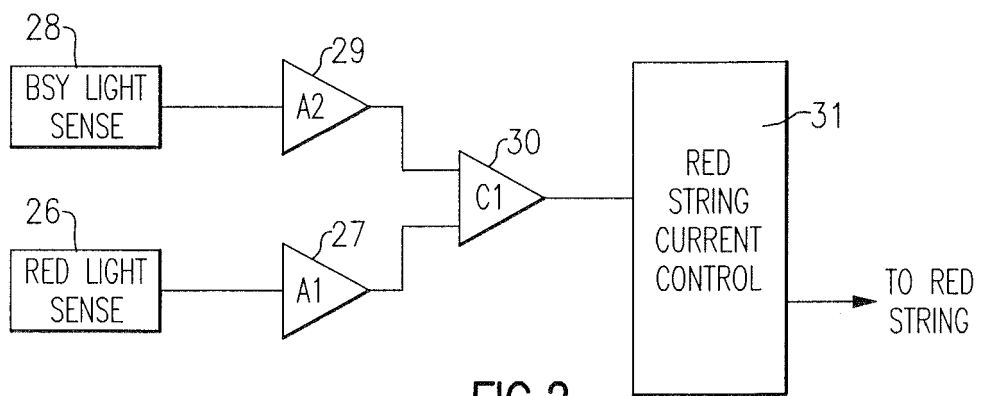 28
BSY LIGHT
SENSE
29
A2
30
C1
31
RED
STRING
CURRENT
CONTROL
26
RED LIGHT
SENSE
27
A1
TO RED
STRING